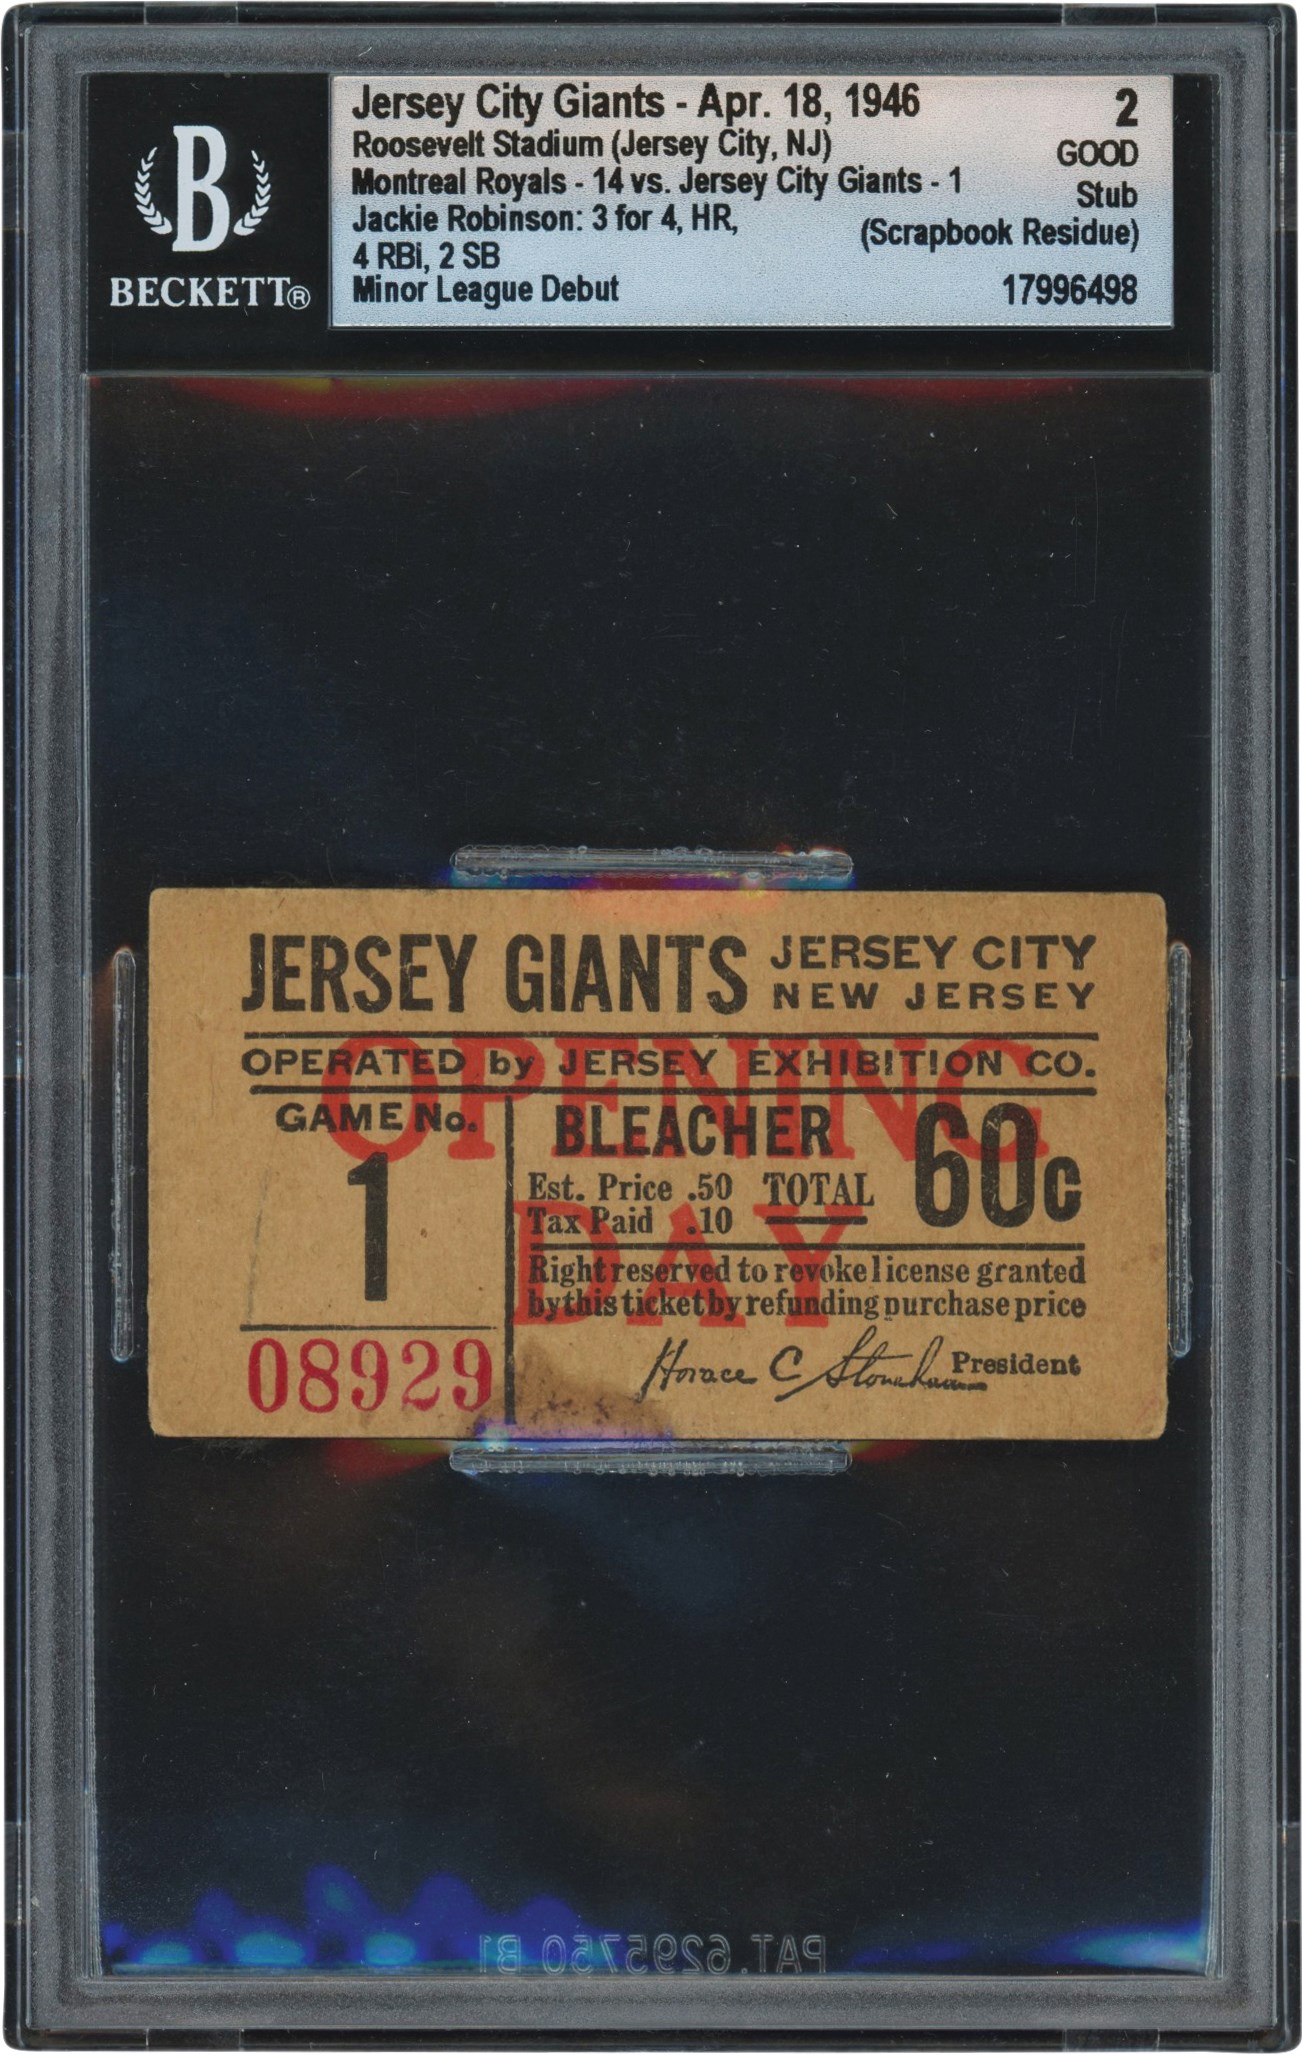 B
BECKETT®
Jersey City Giants - Apr. 18, 1946
Roosevelt Stadium (Jersey City, NJ)
Montreal Royals - 14 vs. Jersey City Giants - 1
Jackie Robinson: 3 for 4, HR,
4 RBI, 2 SB
Minor League Debut
2
GOOD
Stub
(Scrapbook Residue)
17996498
JERSEY GIANTS JERSEY CITY
NEW JERSEY
OPERATED by JERSEY EXHIBITION CO.
OPENING
DAY
GAME No.
1
08929
BLEACHER 60c
Est. Price .50 TOTAL
Tax Paid .10
Right reserved to revoke license granted
by this ticket by refunding purchase price
Horace C Stoneham President
PAT. 6295750 B1